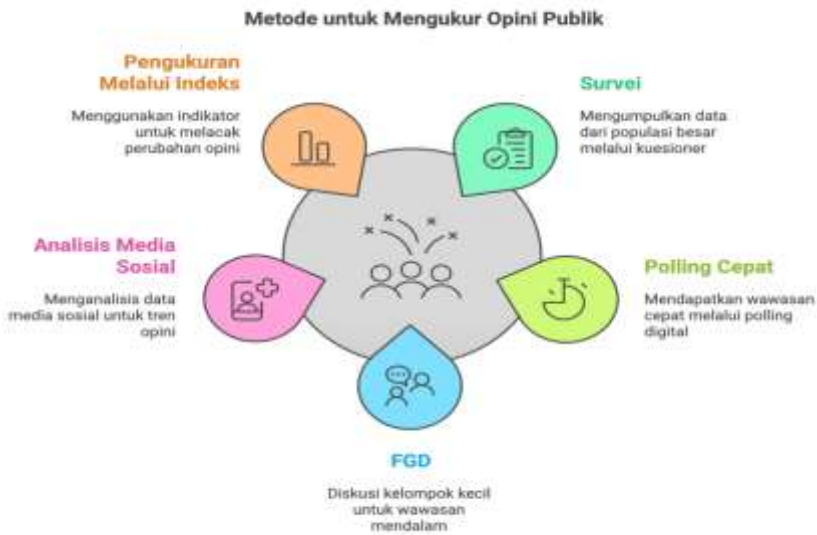 Metode untuk Mengukur Opini Publik
Pengukuran
Melalui Indeks
Menggunakan indikator
untuk melacak
perubahan opini
Survei
Mengumpulkan data
dari populasi besar
melalui kuesioner
Analisis Media
Sosial
Menganalisis data
media sosial untuk tren
opini
Polling Cepat
Mendapatkan wawasan
cepat melalui polling
digital
FGD
Diskusi kelompok kecil
untuk wawasan
mendalam